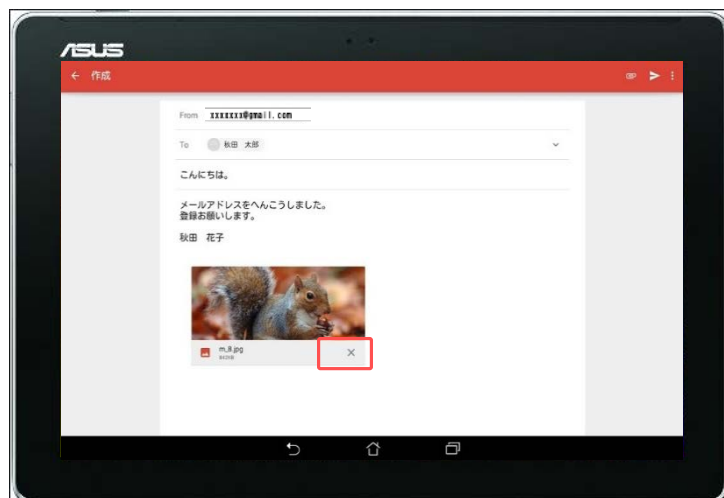 ASUS
作成
From xxxxxxx@gmail.com
To 秋田 太郎
こんにちは。
メールアドレスをへんこうしました。
登録お願いします。
秋田 花子
m_8.jpg